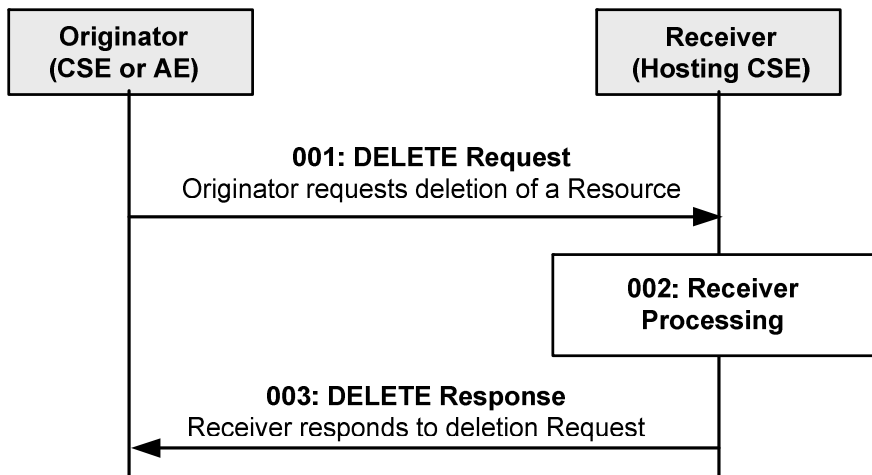 Originator
(CSE or AE)
Receiver
(Hosting CSE)
001: DELETE Request
Originator requests deletion of a Resource
002: Receiver
Processing
003: DELETE Response
Receiver responds to deletion Request